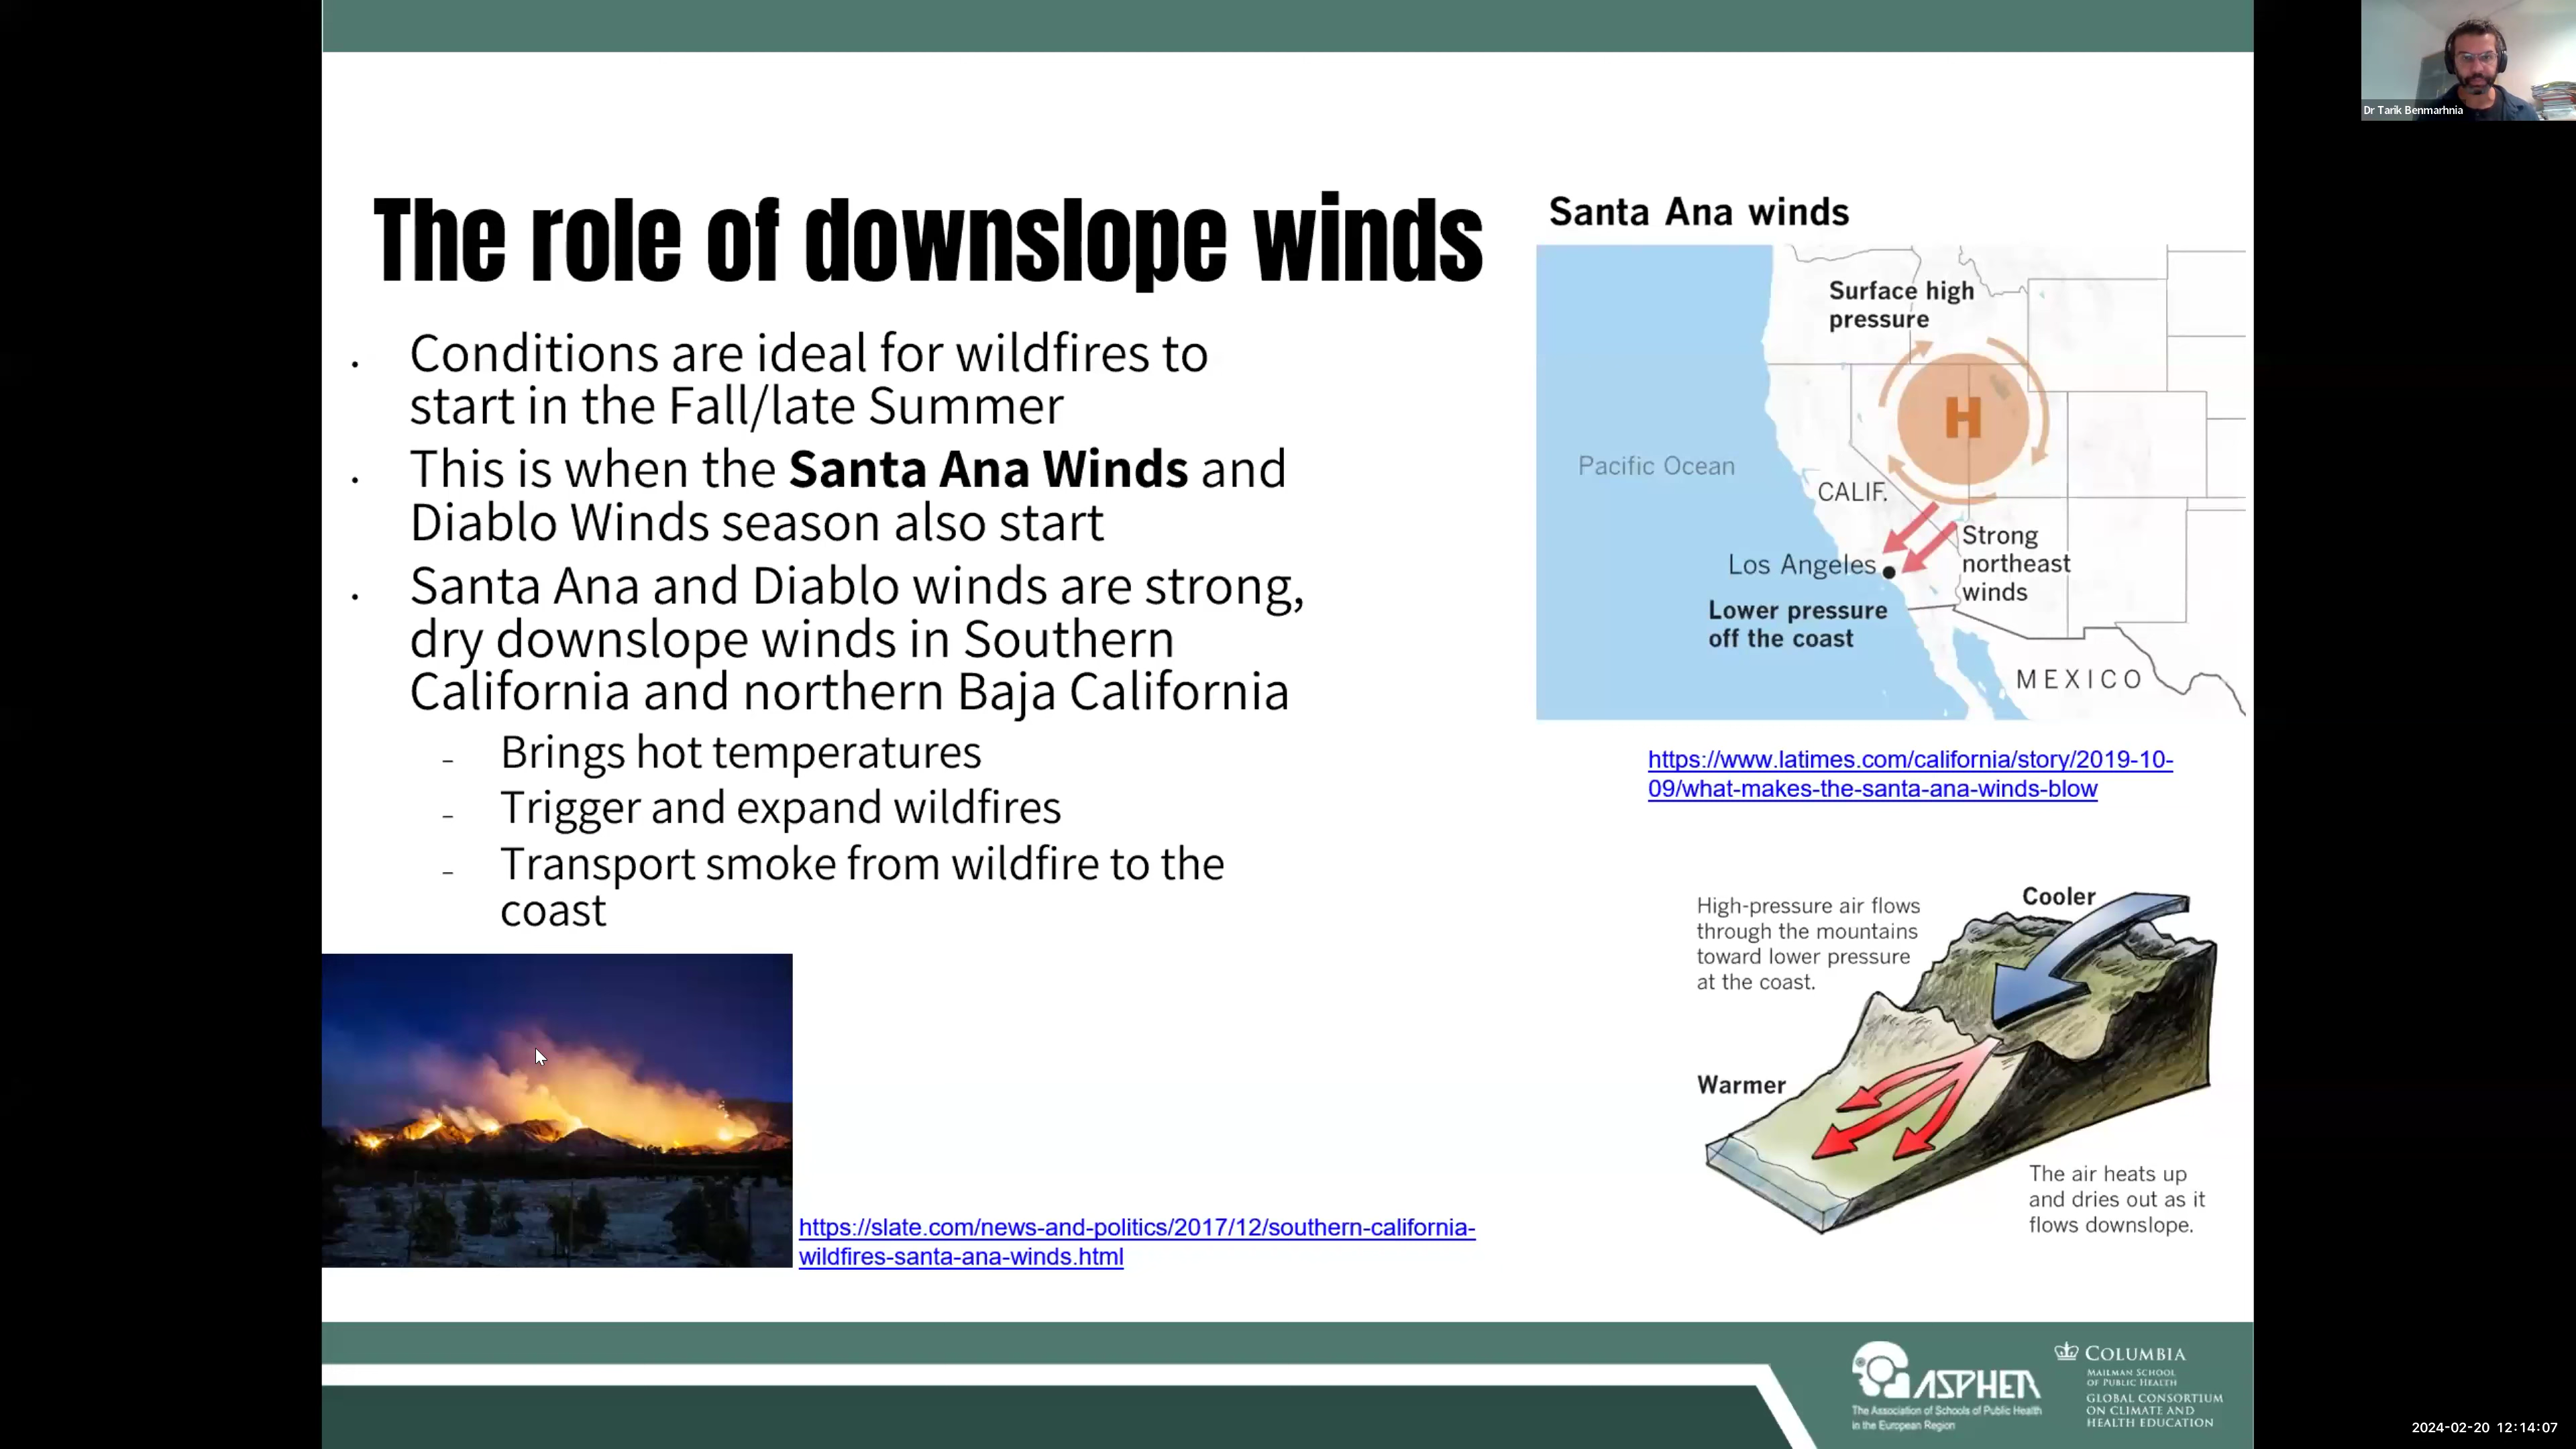 The role of downslope winds
Conditions are ideal for wildfires to
start in the Fall/late Summer
This is when the Santa Ana Winds and
Diablo Winds season also start
Santa Ana and Diablo winds are strong,
dry downslope winds in Southern
California and northern Baja California
Brings hot temperatures
Trigger and expand wildfires
Transport smoke from wildfire to the
coast
https://slate.com/news-and-politics/2017/12/southern-california-
wildfires-santa-ana-winds.html
Santa Ana winds
Surface high
pressure
H
Pacific Ocean
CALIF.
Strong
northeast
winds
Los Angeles
Lower pressure
off the coast
MEXICO
https://www.latimes.com/california/story/2019-10-
09/what-makes-the-santa-ana-winds-blow
Cooler
High-pressure air flows
through the mountains
toward lower pressure
at the coast.
Warmer
The air heats up
and dries out as it
flows downslope.
ASPHER
The Association of Schools of Public Health
in the European Region
COLUMBIA
MAILMAN SCHOOL
OF PUBLIC HEALTH
GLOBAL CONSORTIUM
ON CLIMATE AND
HEALTH EDUCATION
Dr Tarik Benmarhnia
2024-02-20 12:14:07